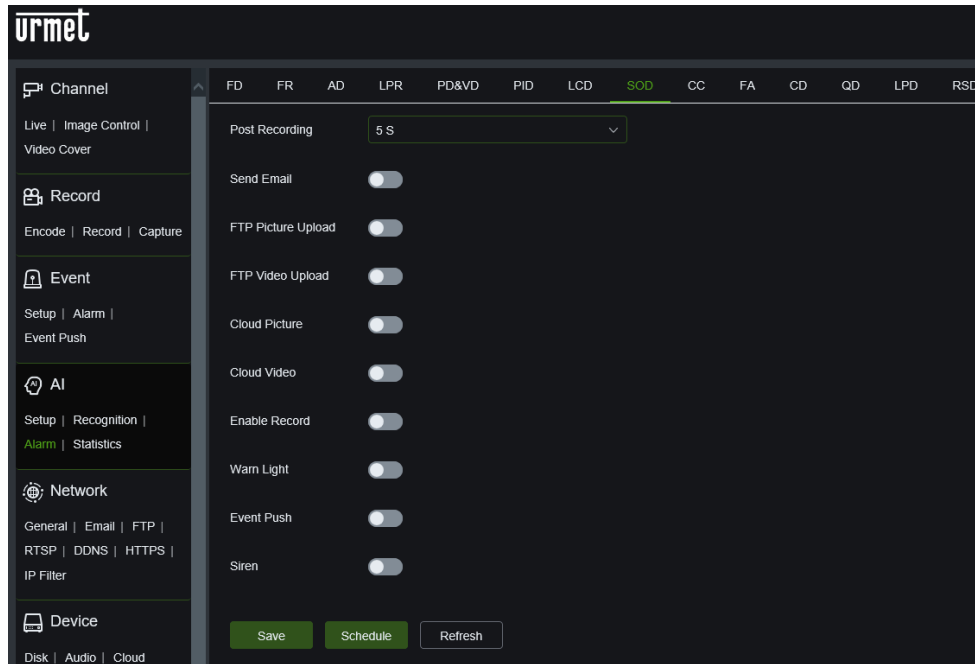 urmet
Channel
Live | Image Control |
Video Cover
Record
Encode | Record | Capture
Event
Setup | Alarm |
Event Push
AI
Setup | Recognition |
Alarm | Statistics
Network
General | Email | FTP |
RTSP | DDNS | HTTPS |
IP Filter
Device
Disk | Audio | Cloud
FD FR AD LPR PD&VD PID LCD SOD CC FA CD QD LPD RSD
Post Recording 5 S
Send Email
FTP Picture Upload
FTP Video Upload
Cloud Picture
Cloud Video
Enable Record
Warn Light
Event Push
Siren
Save Schedule Refresh